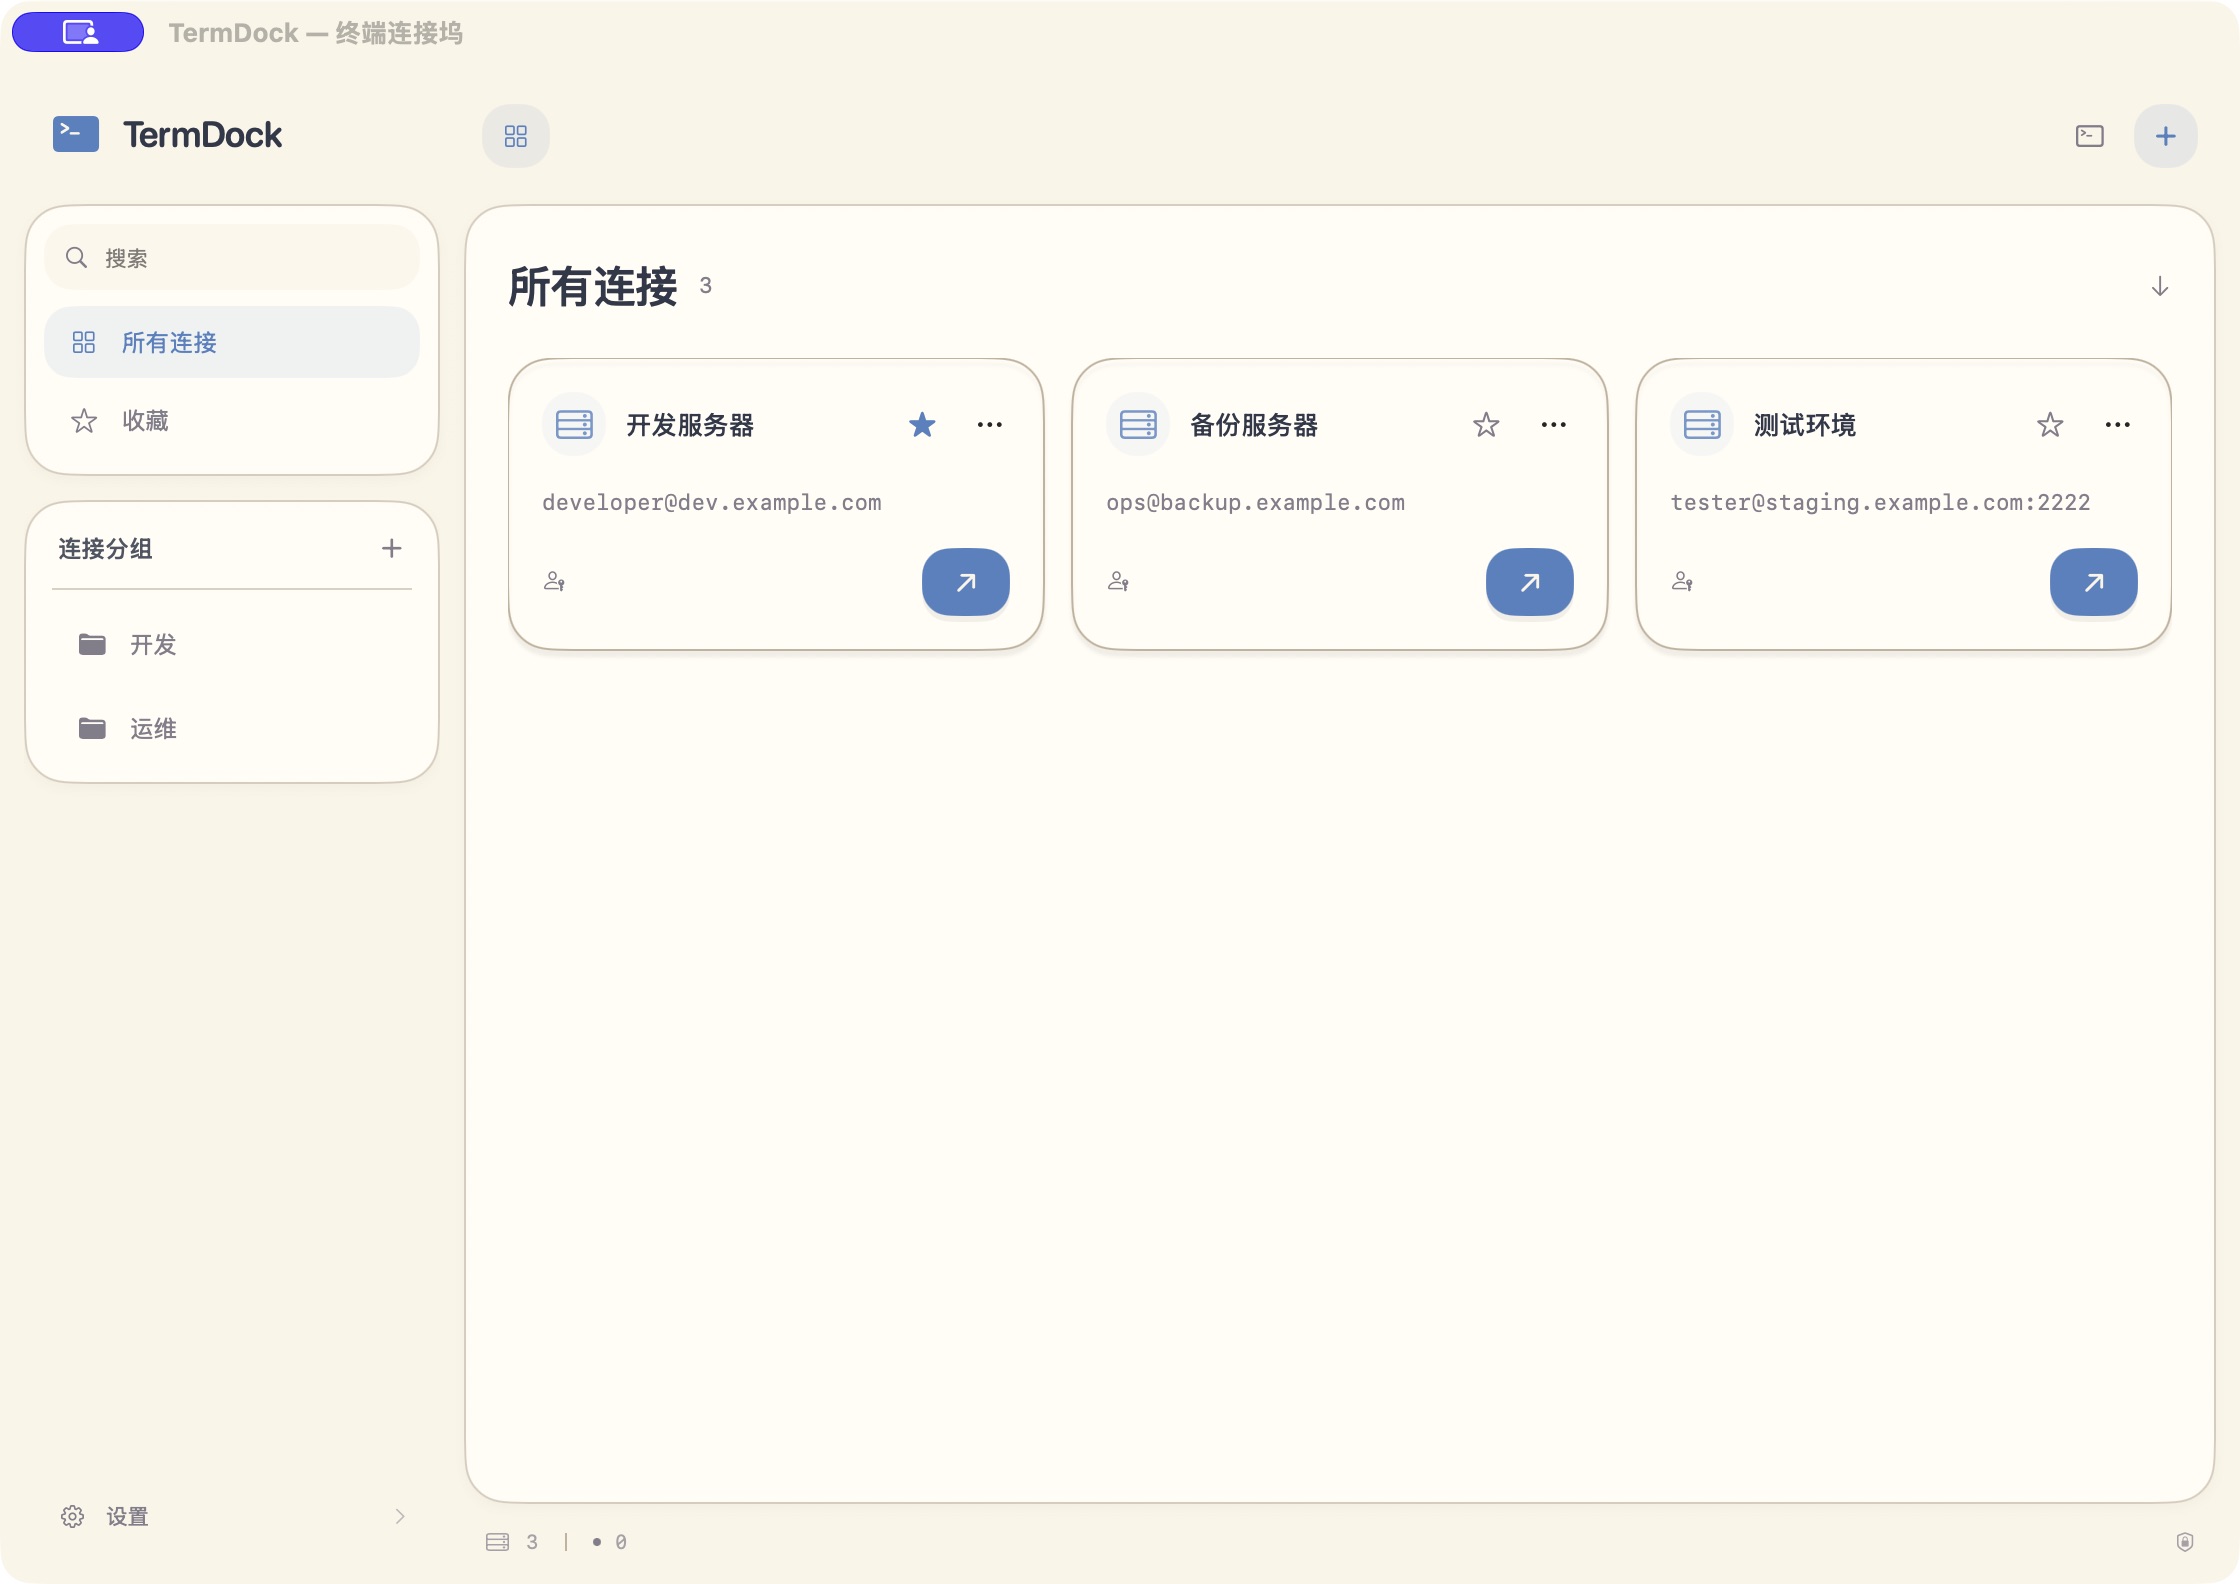 TermDock — 终端连接坞
TermDock
搜索
所有连接
收藏
连接分组
开发
运维
设置
所有连接 3
开发服务器
developer@dev.example.com
备份服务器
ops@backup.example.com
测试环境
tester@staging.example.com:2222
3 | • 0